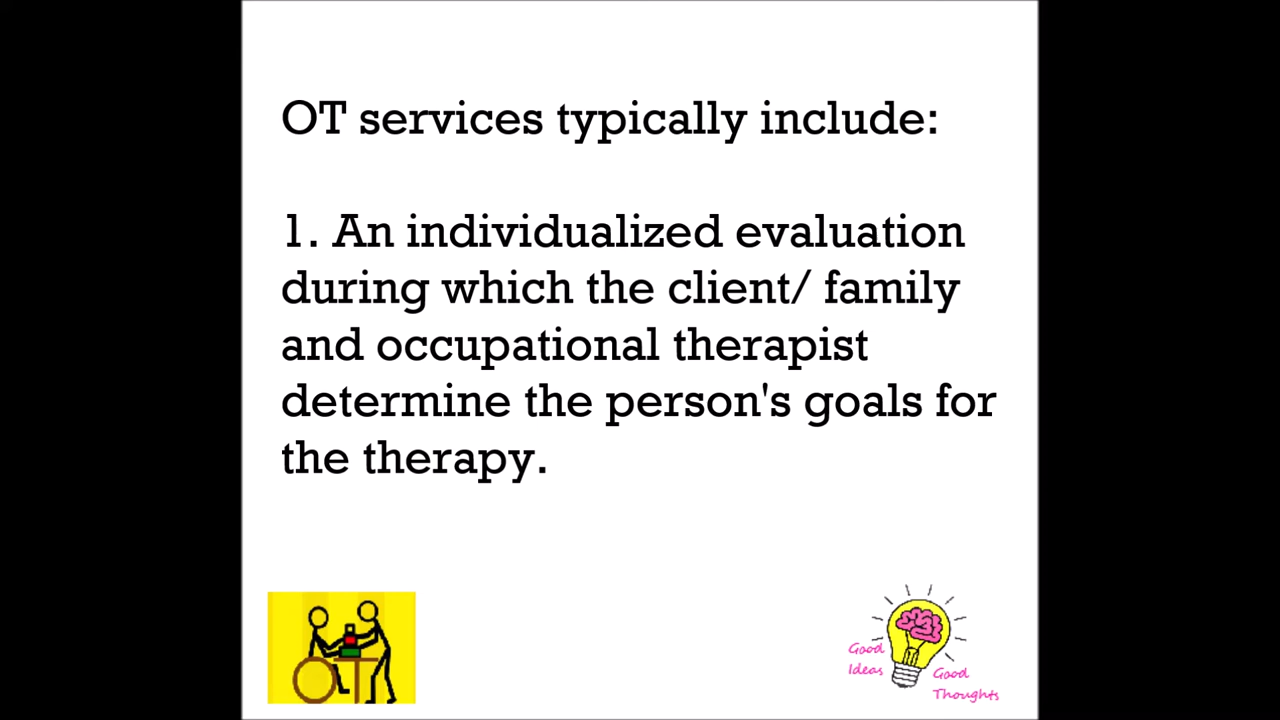 OT services typically include:
1. An individualized evaluation
during which the client/ family
and occupational therapist
determine the person's goals for
the therapy.
OT
Good
Ideas
Good
Thoughts